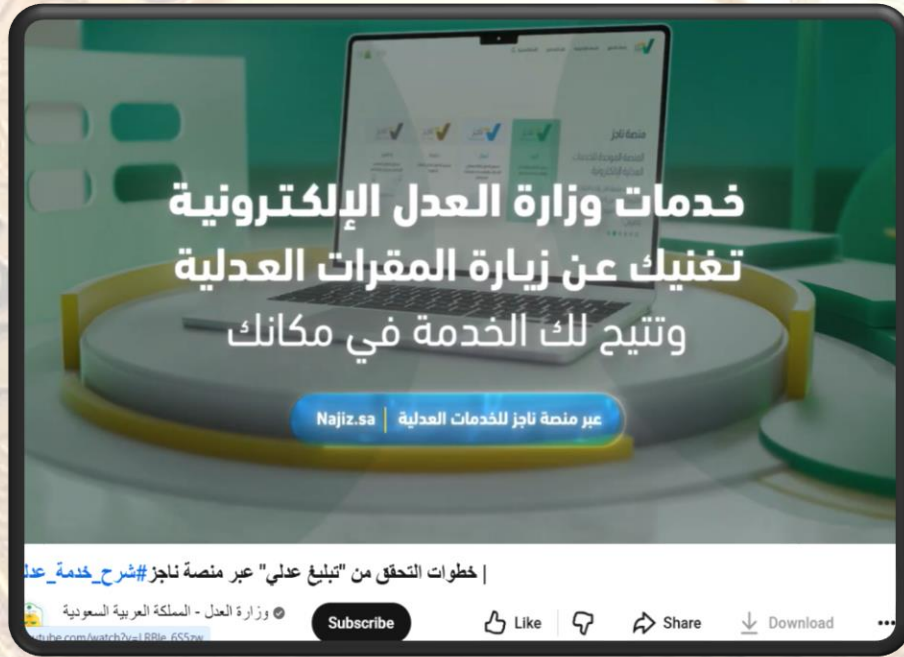 منصة ناجز
خدمات وزارة العدل الإلكترونية
تغنيك عن زيارة المقرات العدلية
وتتيح لك الخدمة في مكانك
عبر منصة ناجز للخدمات العدلية | Najiz.sa
| خطوات التحقق من "تبليغ عدلي" عبر منصة ناجز #شرح_خدمة_عدل
وزارة العدل - المملكة العربية السعودية
Subscribe
Like
Share
Download